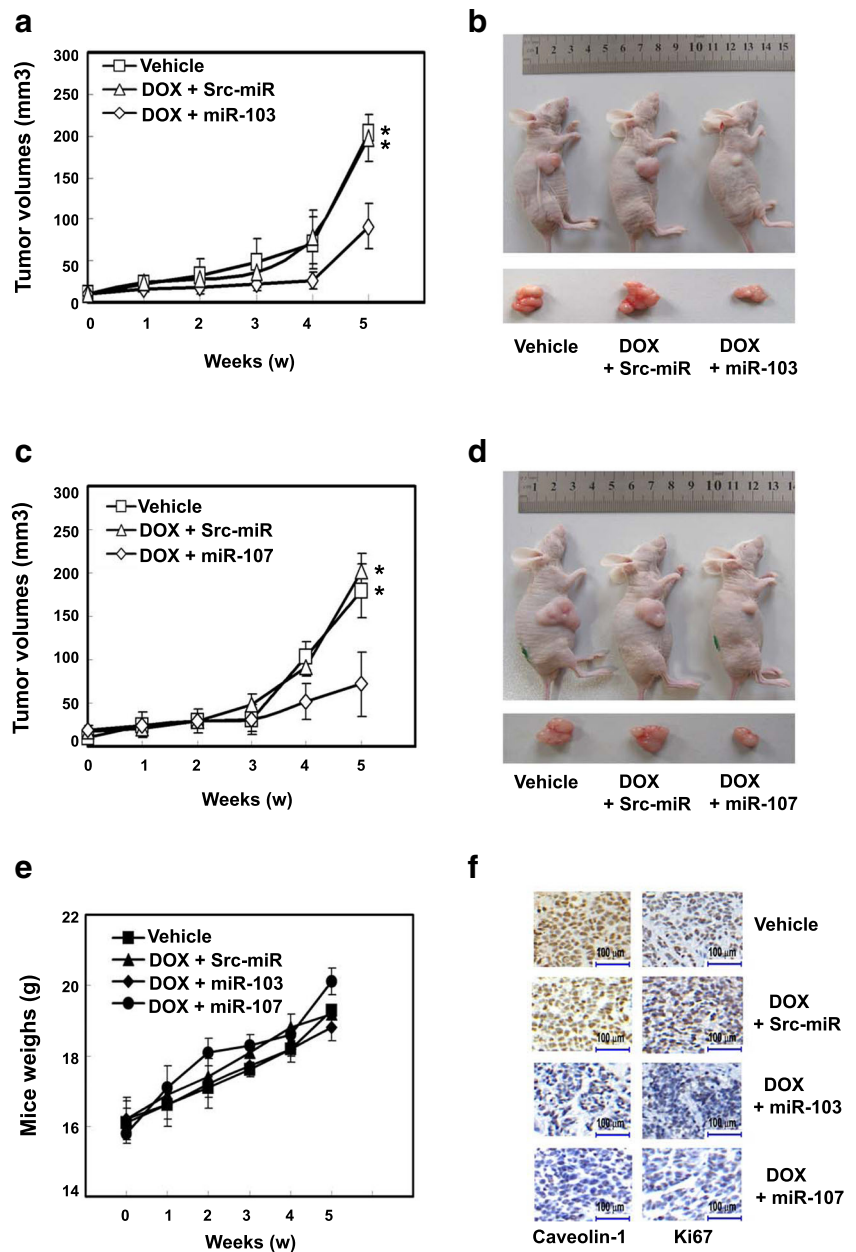 a
300
250
200
150
100
50
0
Tumor volumes (mm3)
Vehicle
DOX + Src-miR
DOX + miR-103
*
*
0 1 2 3 4 5
Weeks (w)
b
1 2 3 4 5 6 7 8 9 10 11 12 13 14 15
Vehicle
DOX + Src-miR
DOX + miR-103
c
300
250
200
150
100
50
0
Tumor volumes (mm3)
Vehicle
DOX + Src-miR
DOX + miR-107
*
*
0 1 2 3 4 5
Weeks (w)
d
1 2 3 4 5 6 7 8 9 10 11 12 13
Vehicle
DOX + Src-miR
DOX + miR-107
e
22
20
18
16
14
Mice weighs (g)
Vehicle
DOX + Src-miR
DOX + miR-103
DOX + miR-107
0 1 2 3 4 5
Weeks (w)
f
100 µm 100 µm
Vehicle
100 µm 100 µm
DOX
+ Src-miR
100 µm 100 µm
DOX
+ miR-103
100 µm 100 µm
DOX
+ miR-107
Caveolin-1 Ki67